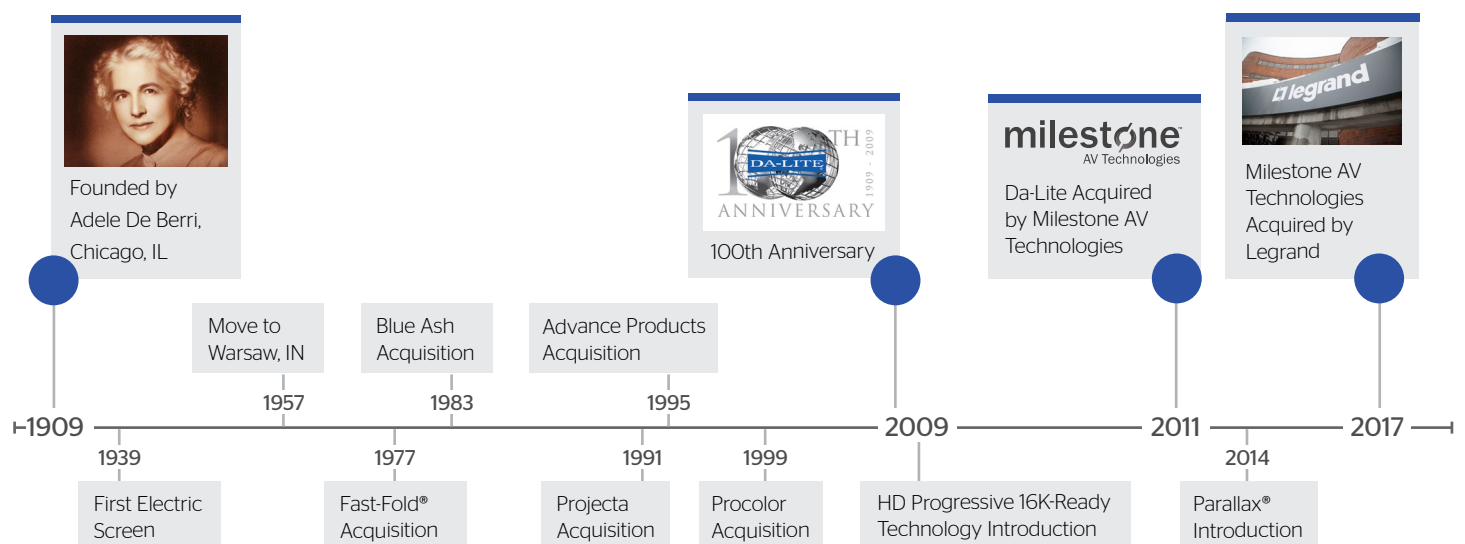 Founded by
Adele De Berri,
Chicago, IL
100TH
DA-LITE
1909 - 2009
ANNIVERSARY
100th Anniversary
milestone™
AV Technologies
Da-Lite Acquired
by Milestone AV
Technologies
legrand
Milestone AV
Technologies
Acquired by
Legrand
Move to
Warsaw, IN
Blue Ash
Acquisition
Advance Products
Acquisition
1957
1983
1995
1909
2009
2011
2017
1939
1977
1991
1999
2014
First Electric
Screen
Fast-Fold®
Acquisition
Projecta
Acquisition
Procolor
Acquisition
HD Progressive 16K-Ready
Technology Introduction
Parallax®
Introduction